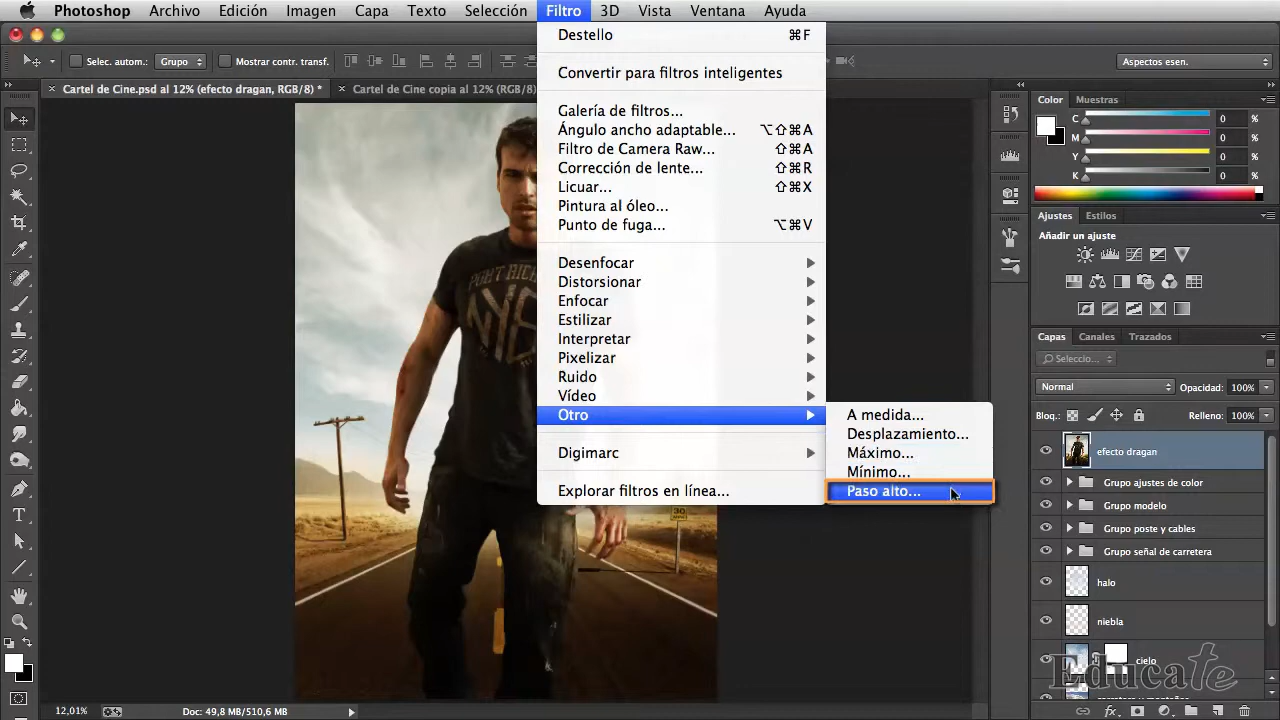 Photoshop Archivo Edición Imagen Capa Texto Selección Filtro 3D Vista Ventana Ayuda
Selec. autom.: Grupo Mostrar contr. transf. Aspectos esen.
Cartel de Cine.psd al 12% (efecto dragan, RGB/8) * Cartel de Cine copia al 12% (RGB/8)
Destello ⌘F
Convertir para filtros inteligentes
Galería de filtros...
Ángulo ancho adaptable... ⌥⇧⌘A
Filtro de Camera Raw... ⇧⌘A
Corrección de lente... ⇧⌘R
Licuar... ⇧⌘X
Pintura al óleo...
Punto de fuga... ⌥⌘V
Desenfocar
Distorsionar
Enfocar
Estilizar
Interpretar
Pixelizar
Ruido
Vídeo
Otro
Digimarc
Explorar filtros en línea...
A medida...
Desplazamiento...
Máximo...
Mínimo...
Paso alto...
Color Muestras
C 0 %
M 0 %
Y 0 %
K 0 %
Ajustes Estilos
Añadir un ajuste
Capas Canales Trazados
Selecció...
Normal Opacidad: 100%
Bloq.: Relleno: 100%
efecto dragan
Grupo ajustes de color
Grupo modelo
Grupo poste y cables
Grupo señal de carretera
halo
niebla
cielo
Educate
30
12,01% Doc: 49,8 MB/510,6 MB